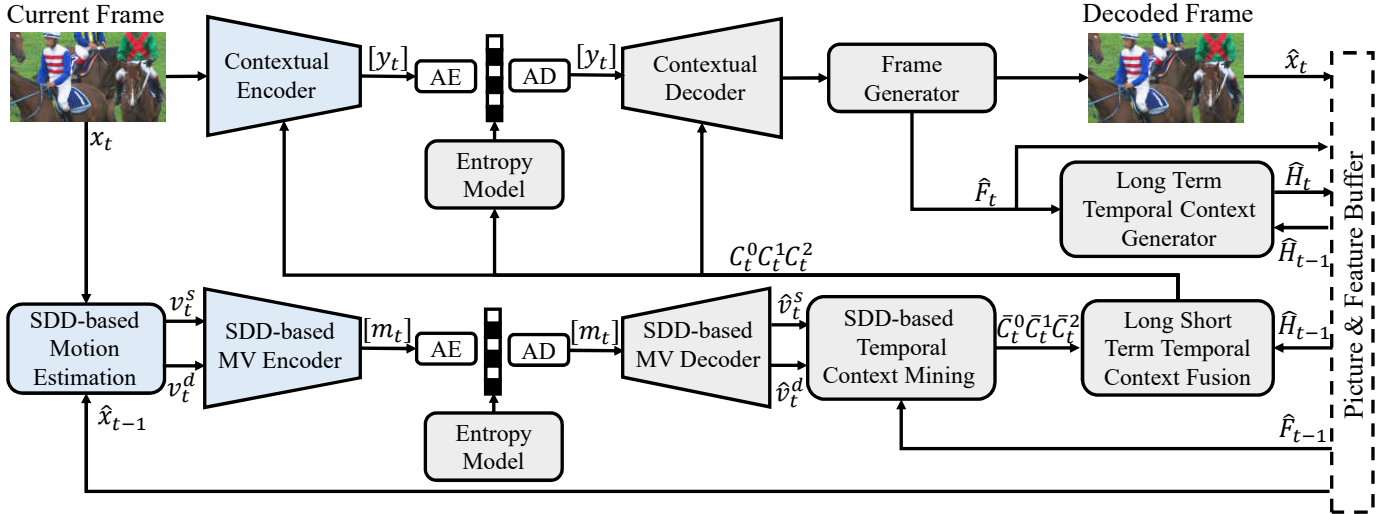 Current Frame
Decoded Frame
Contextual
Encoder
[y_t]
AE
AD
[y_t]
Contextual
Decoder
Frame
Generator
x̂_t
x_t
Entropy
Model
F̂_t
Long Term
Temporal Context
Generator
Ĥ_t
Ĥ_{t-1}
Picture & Feature Buffer
C_t^0 C_t^1 C_t^2
SDD-based
Motion
Estimation
v_t^s
v_t^d
SDD-based
MV Encoder
[m_t]
AE
AD
[m_t]
SDD-based
MV Decoder
v̂_t^s
v̂_t^d
SDD-based
Temporal
Context Mining
C̄_t^0 C̄_t^1 C̄_t^2
Long Short
Term Temporal
Context Fusion
Ĥ_{t-1}
x̂_{t-1}
Entropy
Model
F̂_{t-1}